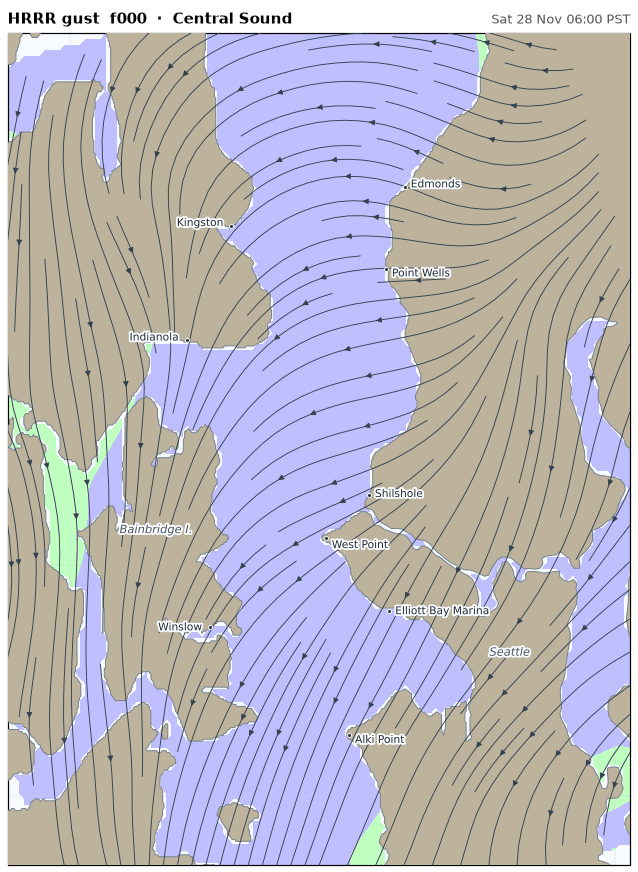 HRRR gust f000 · Central Sound
Sat 28 Nov 06:00 PST
Edmonds
Kingston
Point Wells
Indianola
Shilshole
Bainbridge I.
West Point
Elliott Bay Marina
Winslow
Seattle
Alki Point